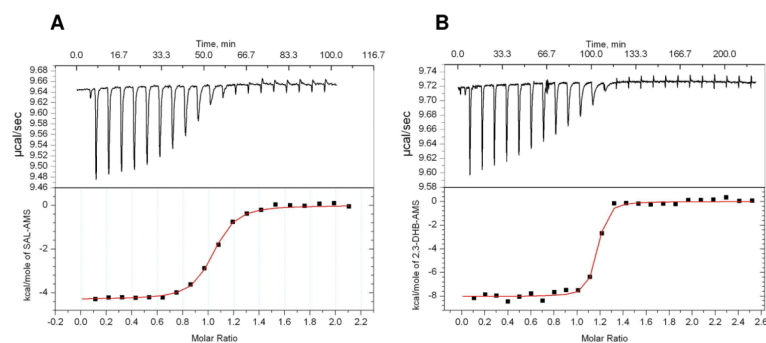 A
Time, min
0.0 16.7 33.3 50.0 66.7 83.3 100.0 116.7
9.68
9.66
9.64
9.62
9.60
9.58
9.56
9.54
9.52
9.50
9.48
9.46
µcal/sec
0
-2
-4
kcal/mole of SAL-AMS
-0.2 0.0 0.2 0.4 0.6 0.8 1.0 1.2 1.4 1.6 1.8 2.0 2.2
Molar Ratio
B
Time, min
0.0 33.3 66.7 100.0 133.3 166.7 200.0
9.74
9.72
9.70
9.68
9.66
9.64
9.62
9.60
9.58
µcal/sec
0
-2
-4
-6
-8
kcal/mole of 2,3-DHB-AMS
0.0 0.2 0.4 0.6 0.8 1.0 1.2 1.4 1.6 1.8 2.0 2.2 2.4 2.6
Molar Ratio